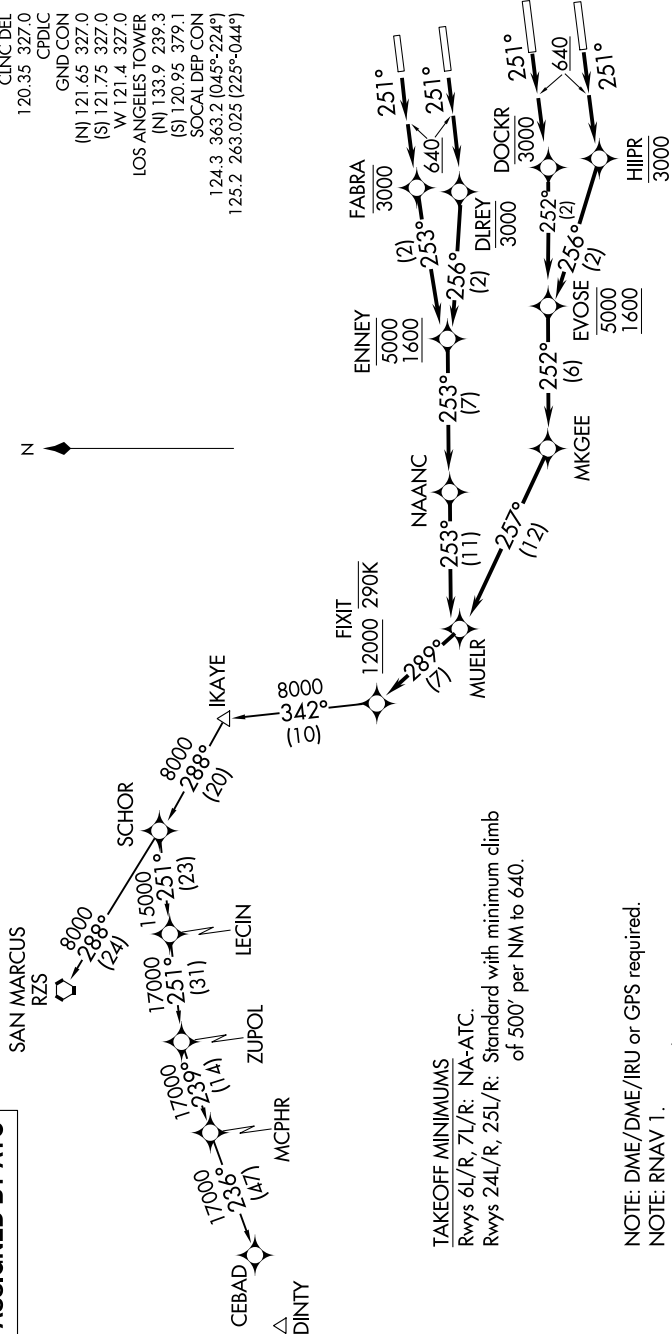 ASSIGNED BY ATC
CLNC DEL
120.35 327.0
CPDLC
GND CON
(N) 121.65 327.0
(S) 121.75 327.0
W 121.4 327.0
LOS ANGELES TOWER
(N) 133.9 239.3
(S) 120.95 379.1
SOCAL DEP CON
124.3 363.2 (045°-224°)
125.2 263.025 (225°-044°)
N
SAN MARCUS
RZS
8000
288°
(24)
SCHOR
8000
288°
(20)
IKAYE
15000
251°
(23)
LECIN
17000
251°
(31)
ZUPOL
17000
239°
(14)
MCPHR
17000
236°
(47)
CEBAD
DINTY
8000
342°
(10)
FIXIT
12000 290K
289°
(7)
MUELR
253°
(11)
NAANC
253°
(7)
ENNEY
5000
1600
(2)
253°
FABRA
3000
251°
256°
(2)
DLREY
3000
640
251°
257°
(12)
MKGEE
252°
(6)
EVOSE
5000
1600
252°
(2)
DOCKR
3000
251°
256°
(2)
HIIPR
3000
640
251°
TAKEOFF MINIMUMS
Rwys 6L/R, 7L/R: NA-ATC.
Rwys 24L/R, 25L/R: Standard with minimum climb
of 500' per NM to 640.
NOTE: DME/DME/IRU or GPS required.
NOTE: RNAV 1.